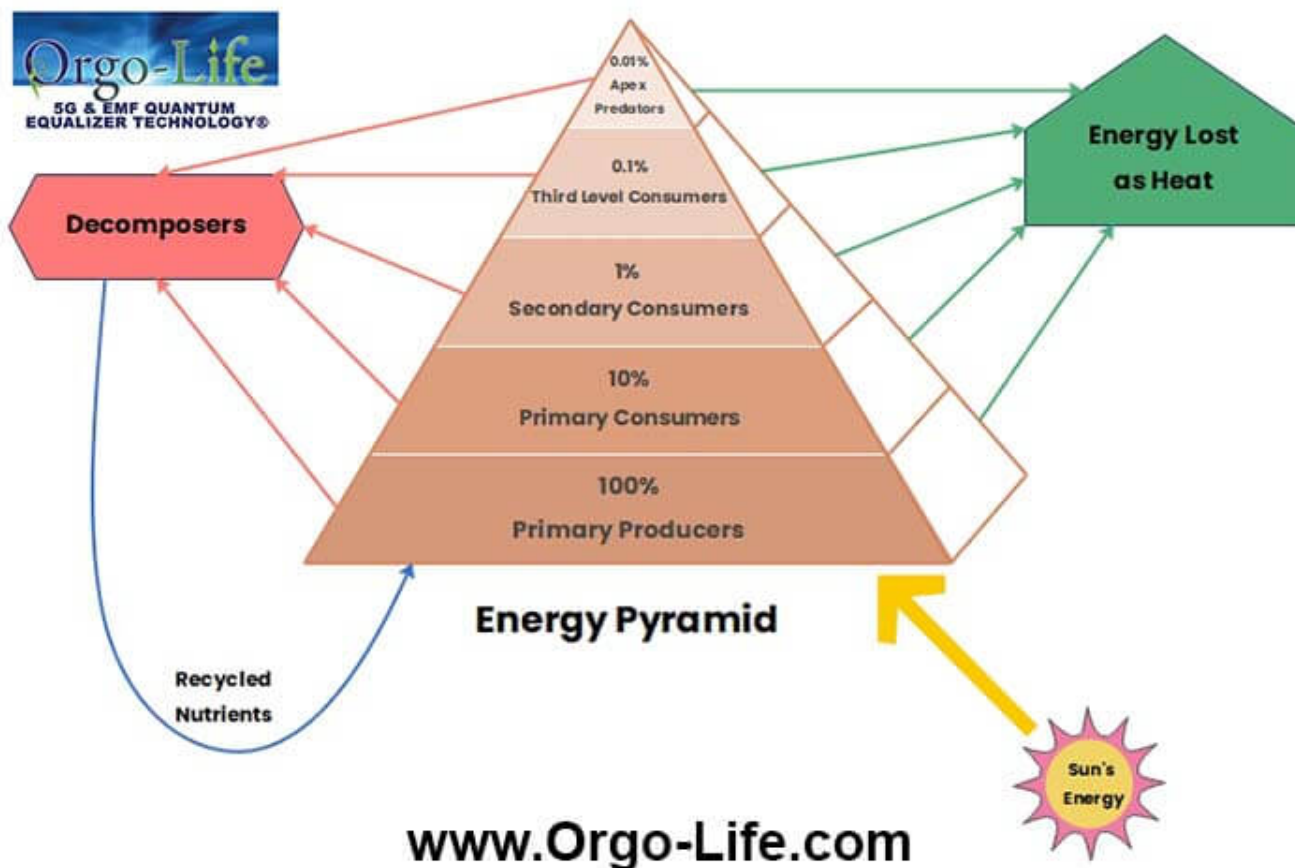 Orgo-Life
5G & EMF QUANTUM
EQUALIZER TECHNOLOGY®
0.01%
Apex
Predators
Energy Lost
as Heat
0.1%
Third Level Consumers
Decomposers
1%
Secondary Consumers
10%
Primary Consumers
100%
Primary Producers
Energy Pyramid
Recycled
Nutrients
Sun's
Energy
www.Orgo-Life.com